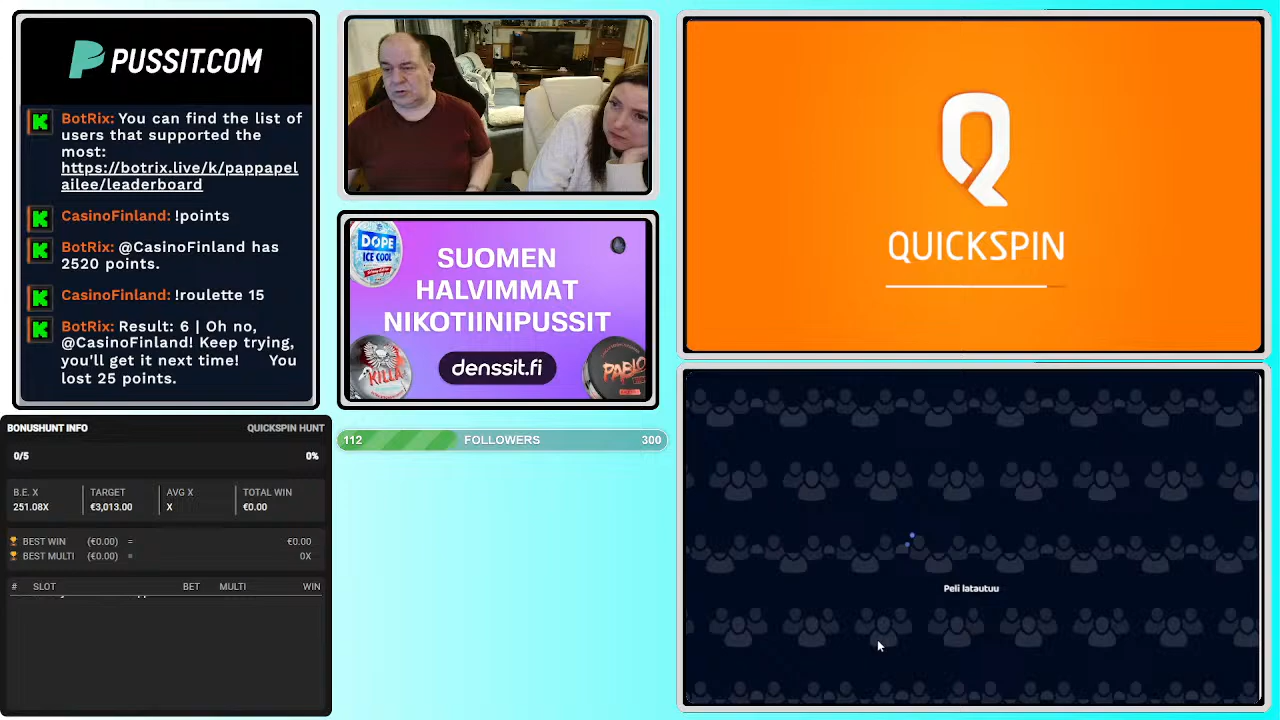 PUSSIT.COM
BotRix: You can find the list of
users that supported the
most:
https://botrix.live/k/pappapel
ailee/leaderboard
CasinoFinland: !points
BotRix: @CasinoFinland has
2520 points.
CasinoFinland: !roulette 15
BotRix: Result: 6 | Oh no,
@CasinoFinland! Keep trying,
you'll get it next time! You
lost 25 points.
DOPE
ICE COOL
SUOMEN
HALVIMMAT
NIKOTIINIPUSSIT
denssit.fi
KILLA
PABLO
QUICKSPIN
BONUSHUNT INFO QUICKSPIN HUNT
0/5 0%
B.E. X TARGET AVG X TOTAL WIN
251.08X €3,013.00 X €0.00
BEST WIN (€0.00) = €0.00
BEST MULTI (€0.00) = 0X
# SLOT BET MULTI WIN
112 FOLLOWERS 300
Peli latautuu